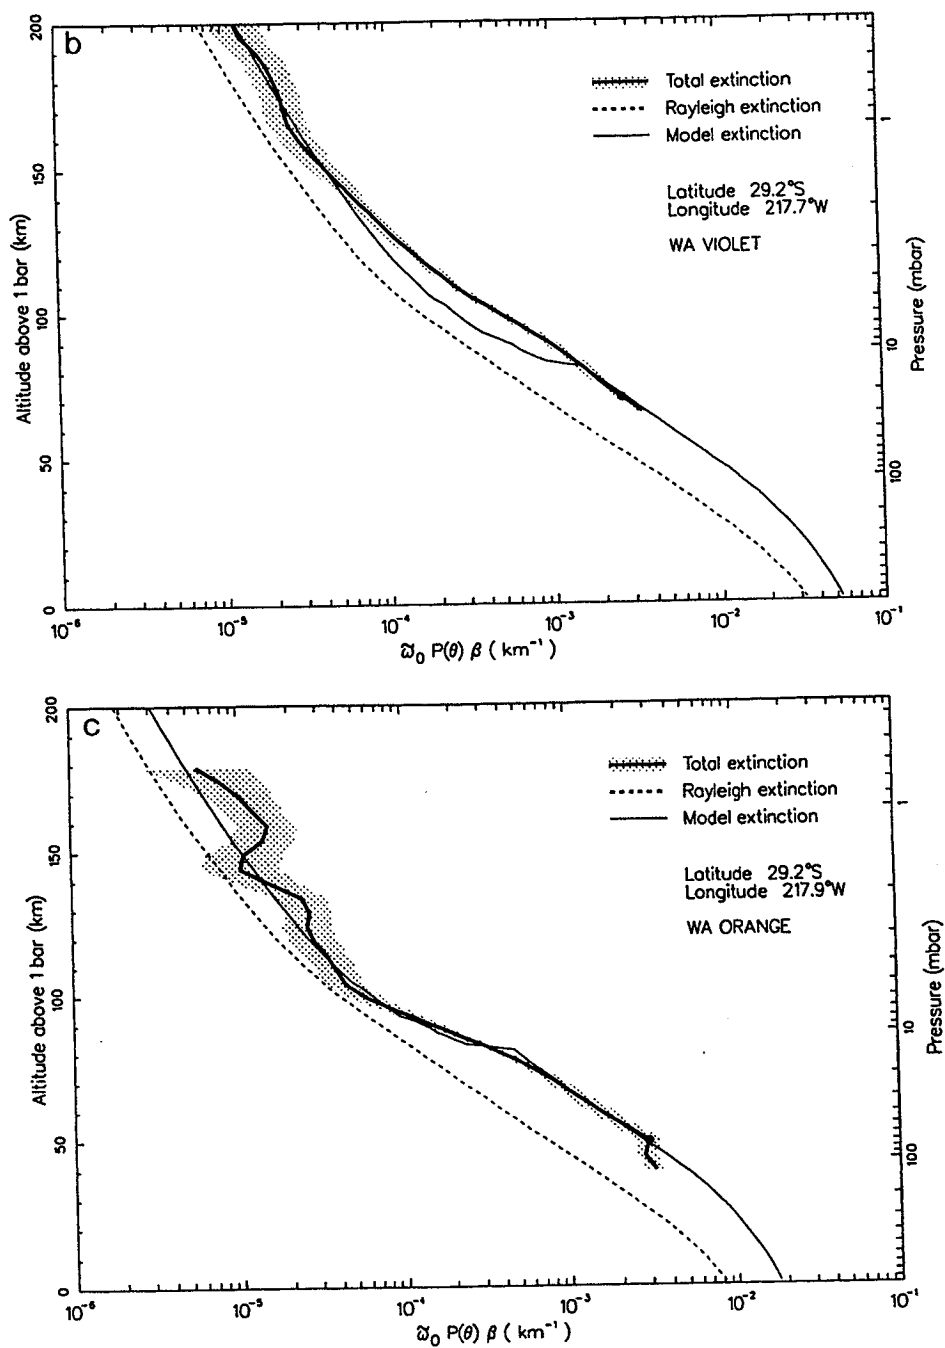 b
Total extinction
Rayleigh extinction
Model extinction
Latitude 29.2°S
Longitude 217.7°W
WA VIOLET
Altitude above 1 bar (km)
200
150
100
50
0
Pressure (mbar)
1
10
100
10⁻⁶ 10⁻⁵ 10⁻⁴ 10⁻³ 10⁻² 10⁻¹
ω̃₀ P(θ) β ( km⁻¹ )
c
Total extinction
Rayleigh extinction
Model extinction
Latitude 29.2°S
Longitude 217.9°W
WA ORANGE
Altitude above 1 bar (km)
200
150
100
50
0
Pressure (mbar)
1
10
100
10⁻⁶ 10⁻⁵ 10⁻⁴ 10⁻³ 10⁻² 10⁻¹
ω̃₀ P(θ) β ( km⁻¹ )